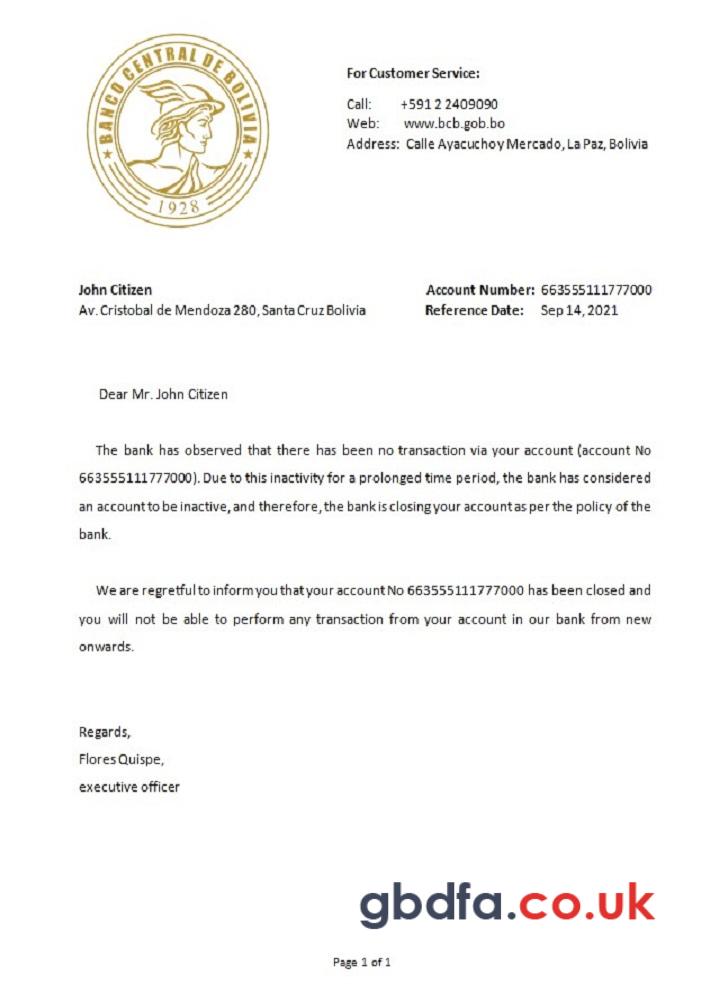 BANCO CENTRAL DE BOLIVIA
1928
For Customer Service:
Call: +591 2 2409090
Web: www.bcb.gob.bo
Address: Calle Ayacucho y Mercado, La Paz, Bolivia
John Citizen
Av. Cristobal de Mendoza 280, Santa Cruz Bolivia
Account Number: 663555111777000
Reference Date: Sep 14, 2021
Dear Mr. John Citizen
The bank has observed that there has been no transaction via your account (account No
663555111777000). Due to this inactivity for a prolonged time period, the bank has considered
an account to be inactive, and therefore, the bank is closing your account as per the policy of the
bank.
We are regretful to inform you that your account No 663555111777000 has been closed and
you will not be able to perform any transaction from your account in our bank from new
onwards.
Regards,
Flores Quispe,
executive officer
gbdfa.co.uk
Page 1 of 1